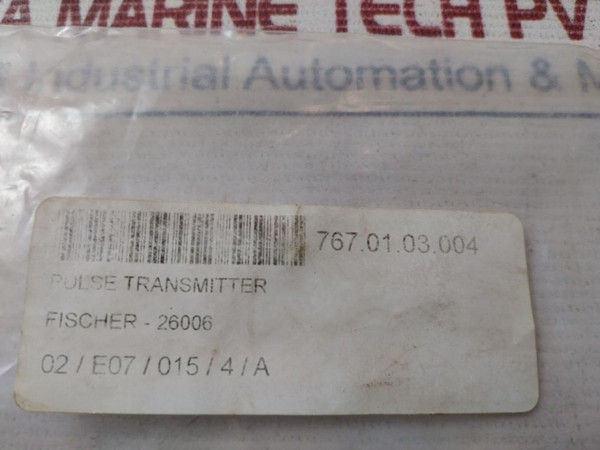 A MARINE TECH PV
Industrial Automation & M
767.01.03.004
PULSE TRANSMITTER
FISCHER - 26006
02 / E07 / 015 / 4 / A